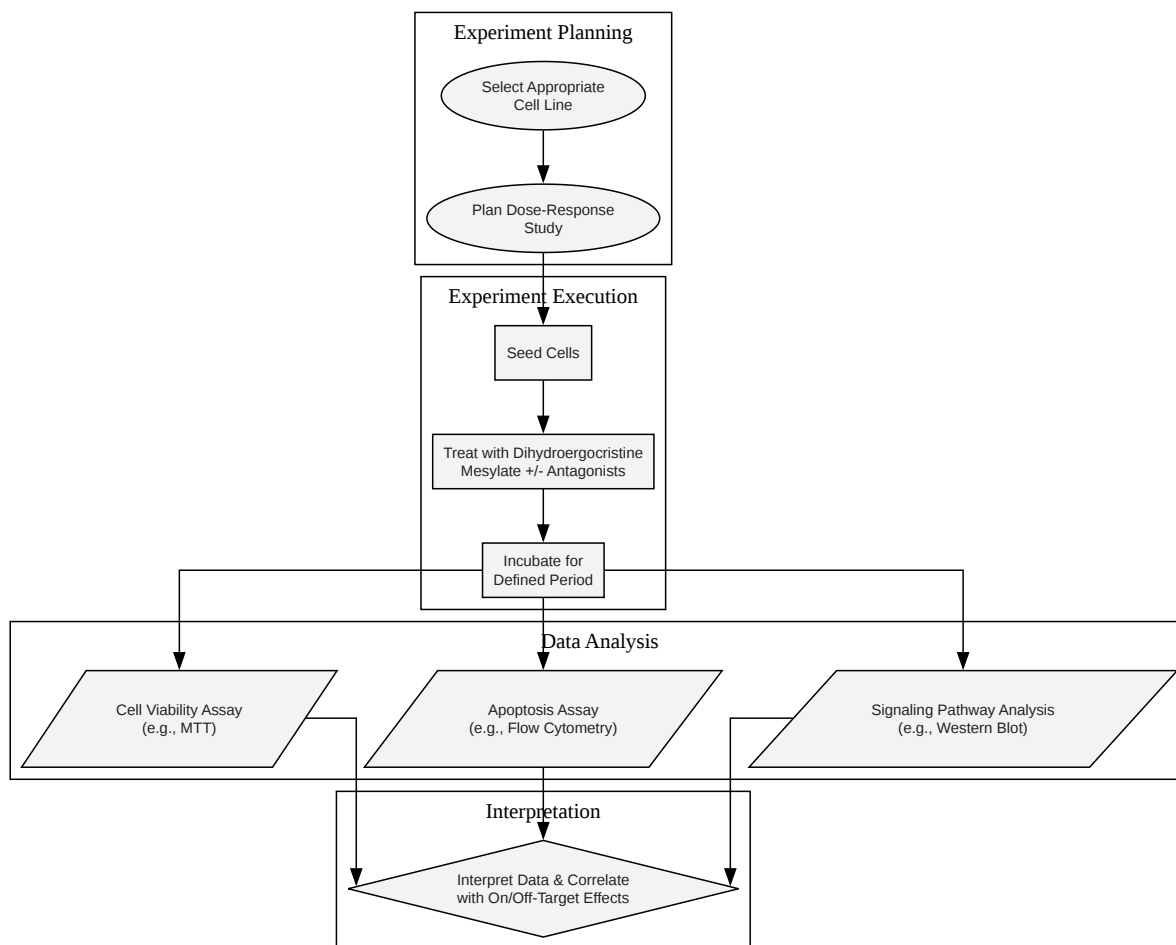 Experiment Planning
Select Appropriate
Cell Line
Plan Dose-Response
Study
Experiment Execution
Seed Cells
Treat with Dihydroergocristine
Mesylate +/- Antagonists
Incubate for
Defined Period
Data Analysis
Cell Viability Assay
(e.g., MTT)
Apoptosis Assay
(e.g., Flow Cytometry)
Signaling Pathway Analysis
(e.g., Western Blot)
Interpretation
Interpret Data & Correlate
with On/Off-Target Effects